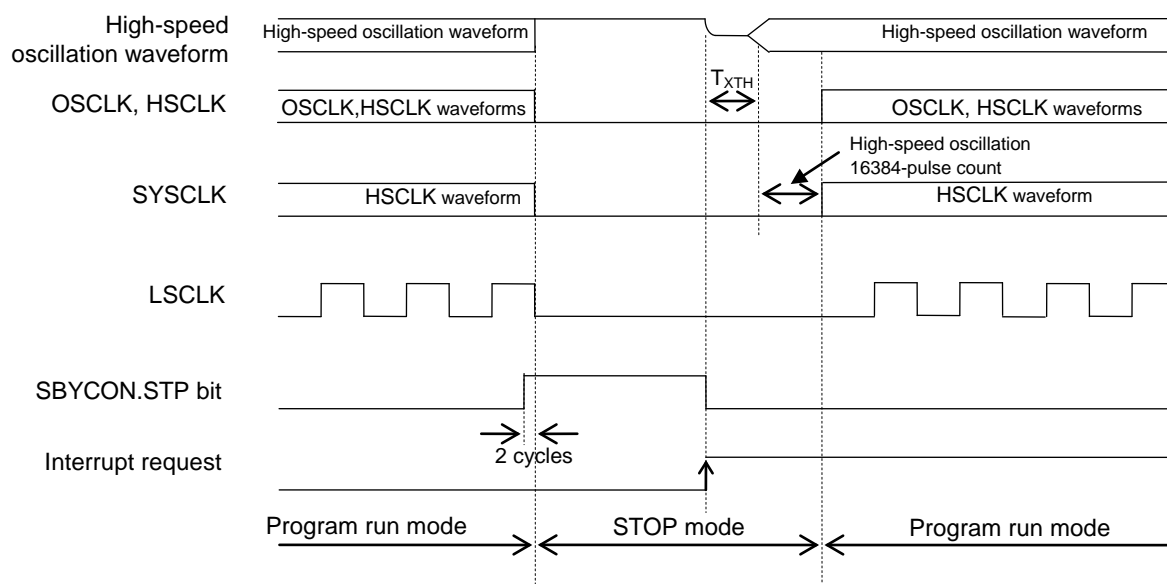 High-speed
oscillation waveform
High-speed oscillation waveform
High-speed oscillation waveform
TXTH
OSCLK, HSCLK
OSCLK,HSCLK waveforms
OSCLK, HSCLK waveforms
High-speed oscillation
16384-pulse count
SYSCLK
HSCLK waveform
HSCLK waveform
LSCLK
SBYCON.STP bit
2 cycles
Interrupt request
Program run mode
STOP mode
Program run mode